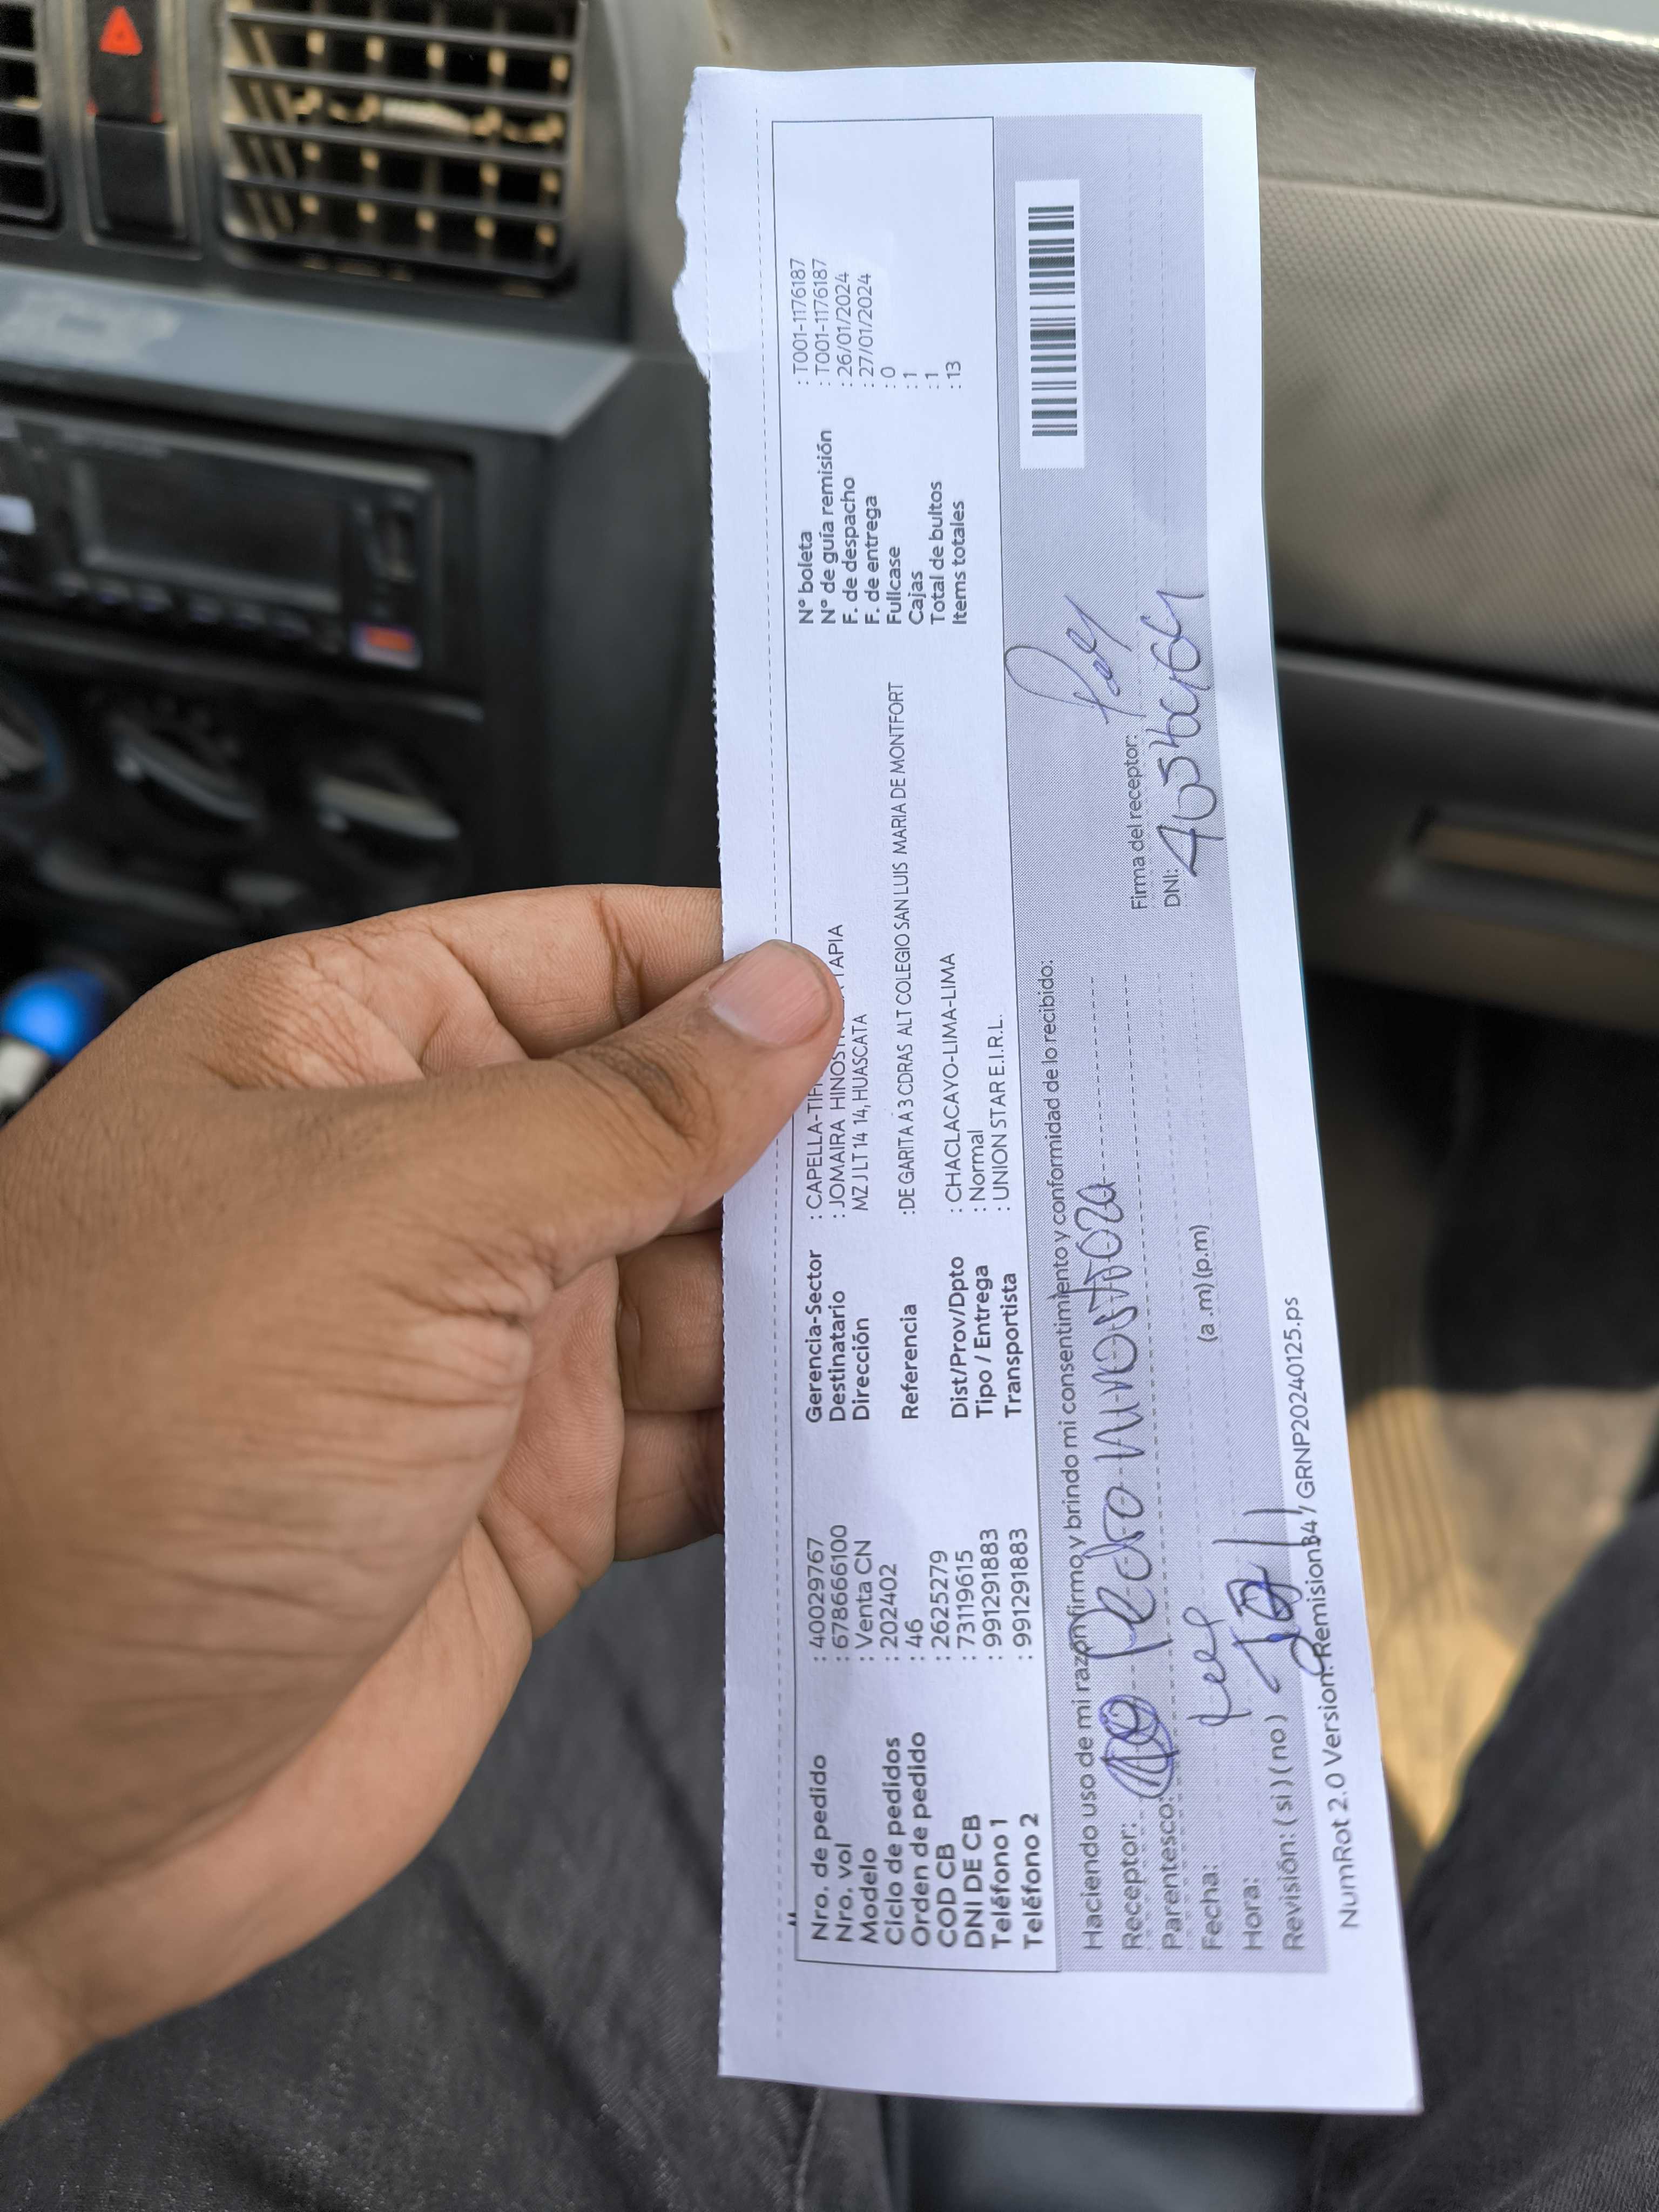 Nro. de pedido : 40029767
Nro. vol : 6786666100
Modelo : Venta CN
Ciclo de pedidos : 202402
Orden de pedido : 46
COD CB : 2625279
DNI DE CB : 73119615
Teléfono 1 : 991291883
Teléfono 2 : 991291883
Gerencia-Sector : CAPELLA-
Destinatario : JOMAIRA
Dirección MZ J LT 14 14, HUASCATA
Referencia :DE GARITA A 3 CDRAS ALT COLEGIO SAN LUIS MARIA DE MONTFORT
Dist/Prov/Dpto : CHACLACAYO-LIMA-LIMA
Tipo / Entrega : Normal
Transportista : UNION STAR E.I.R.L.
N° boleta : T001-1176187
N° de guía remisión : T001-1176187
F. de despacho : 26/01/2024
F. de entrega : 27/01/2024
Fullcase : 0
Cajas : 1
Total de bultos : 1
Items totales : 13
Haciendo uso de mi razón firmo y brindo mi consentimiento y conformidad de lo recibido:
Receptor: Pedro Hinostroza
Parentesco:
Fecha:
Hora: (a .m) (p.m)
Revisión: ( si ) ( no )
Firma del receptor:
DNI:
NumRot 2.0 Version: Remision34 / GRNP20240125.ps